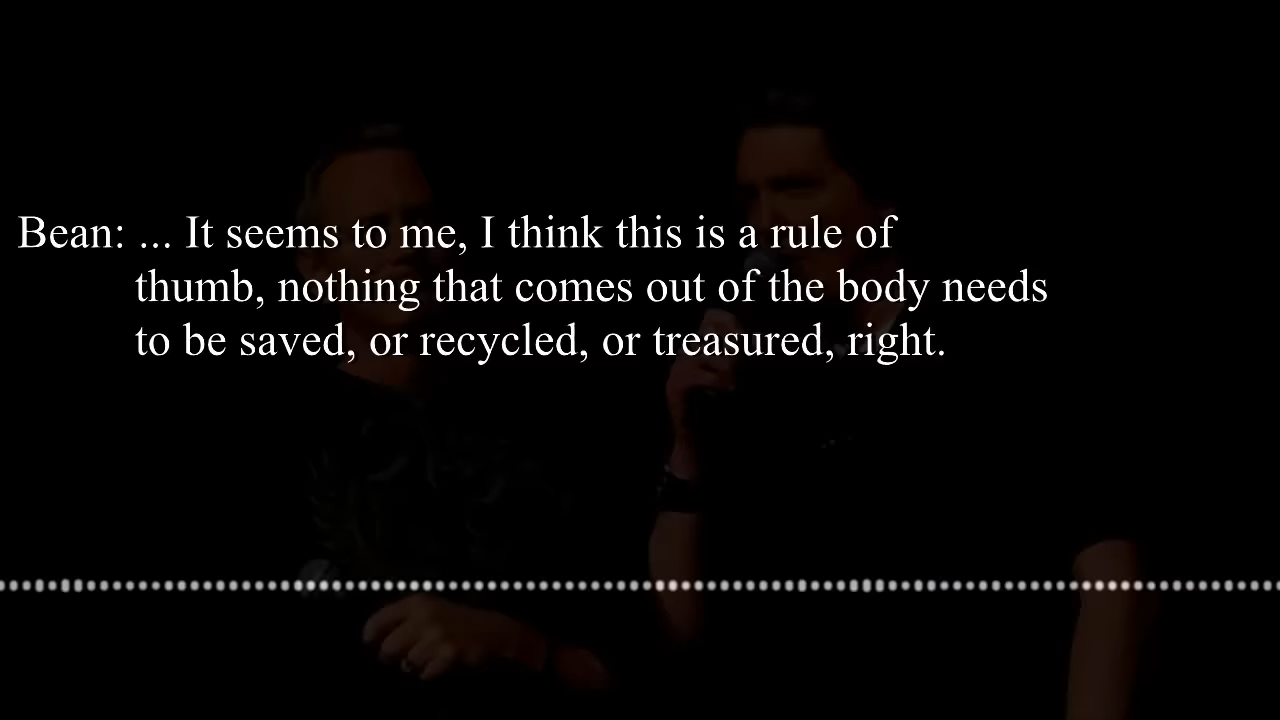 Bean: ... It seems to me, I think this is a rule of
thumb, nothing that comes out of the body needs
to be saved, or recycled, or treasured, right.